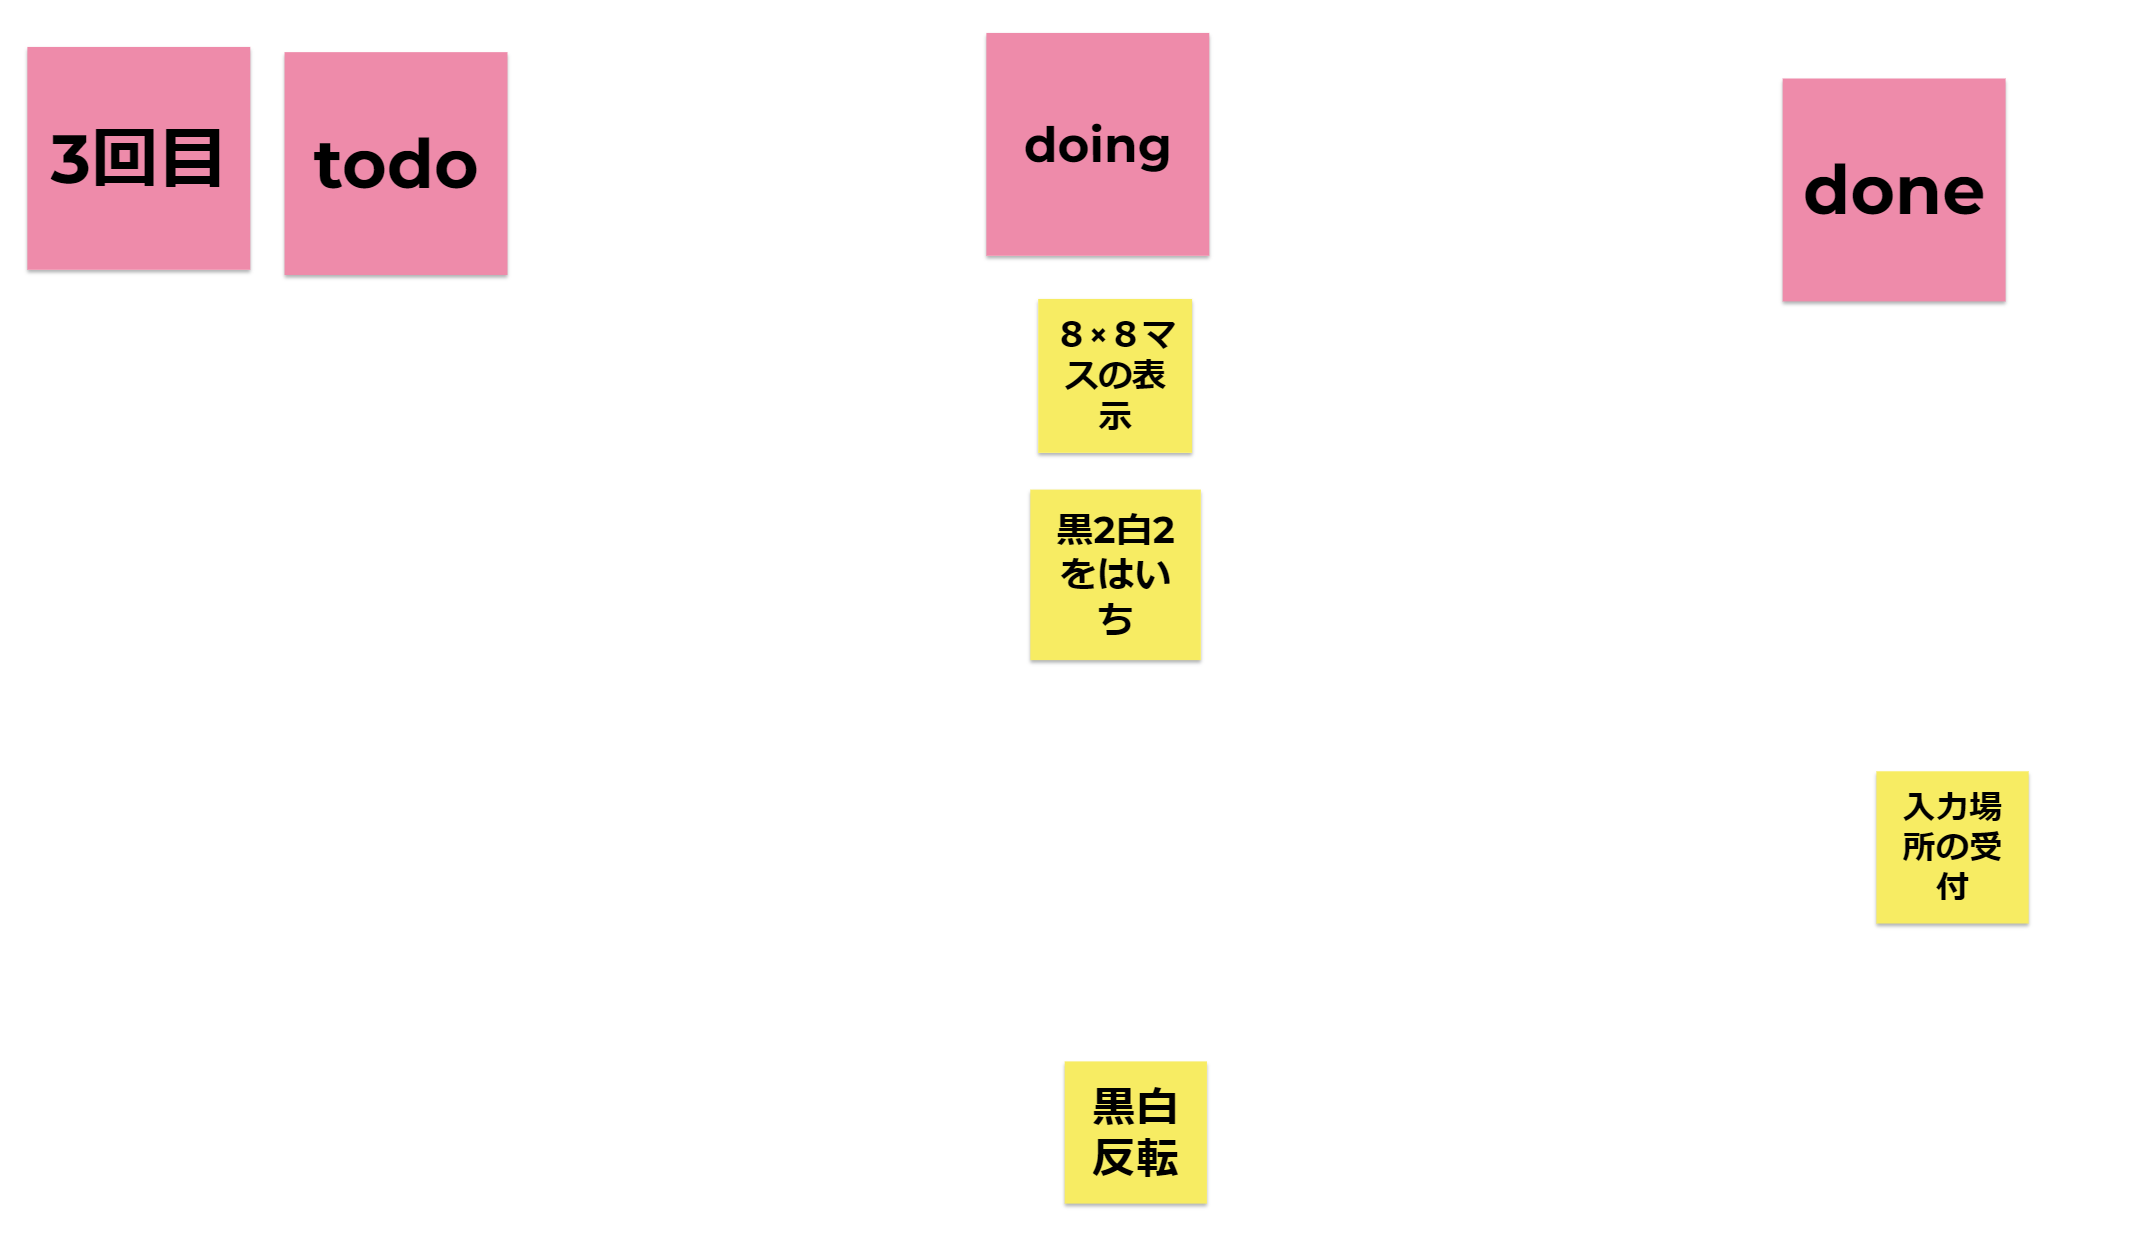 3回目
todo
doing
done
８×８マ
スの表
示
黒2白2
をはい
ち
入力場
所の受
付
黒白
反転